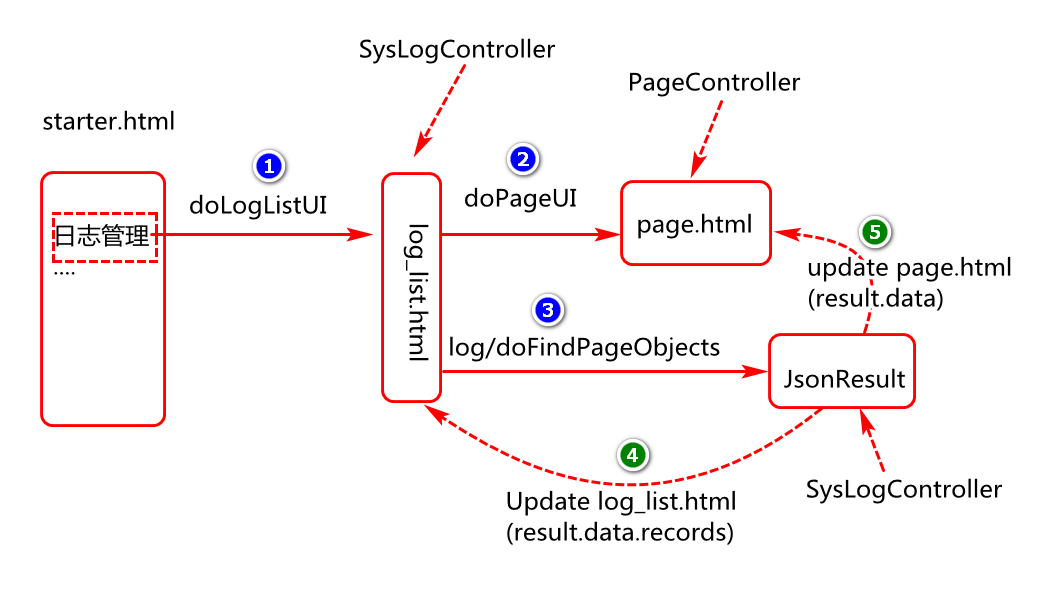 SysLogController
PageController
starter.html
1
doLogListUI
2
doPageUI
日志管理
....
log_list.html
page.html
5
update page.html
(result.data)
3
log/doFindPageObjects
JsonResult
4
Update log_list.html
(result.data.records)
SysLogController